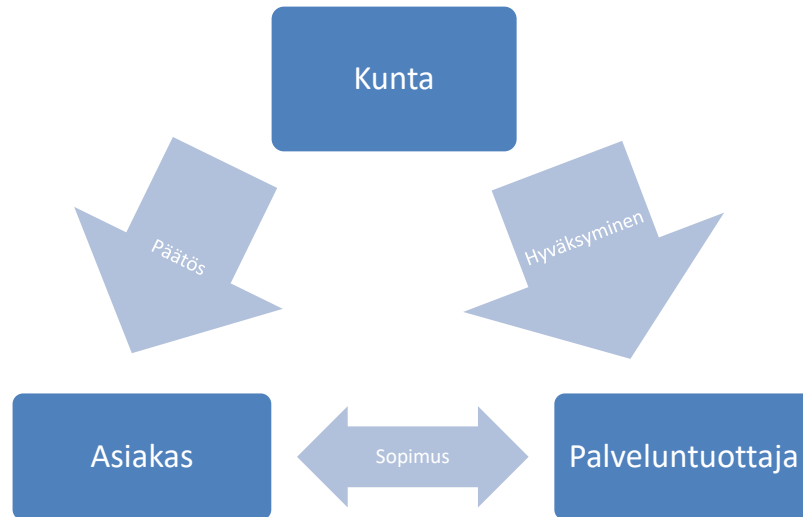 Kunta
Päätös
Hyväksyminen
Asiakas
Sopimus
Palveluntuottaja